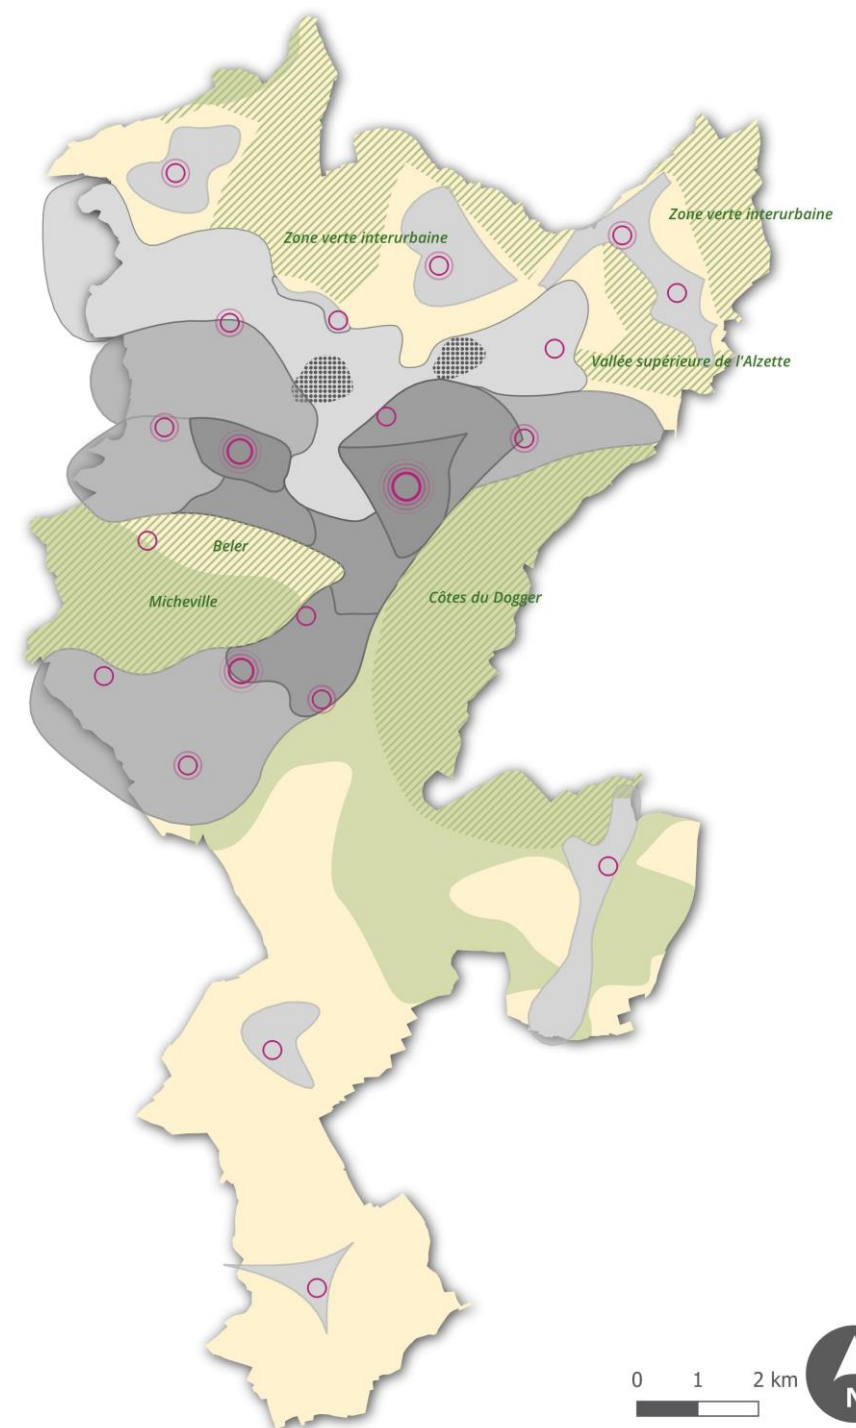 Zone verte interurbaine
Zone verte interurbaine
Vallée supérieure de l'Alzette
Beler
Micheville
Côtes du Dogger
0 1 2 km
N